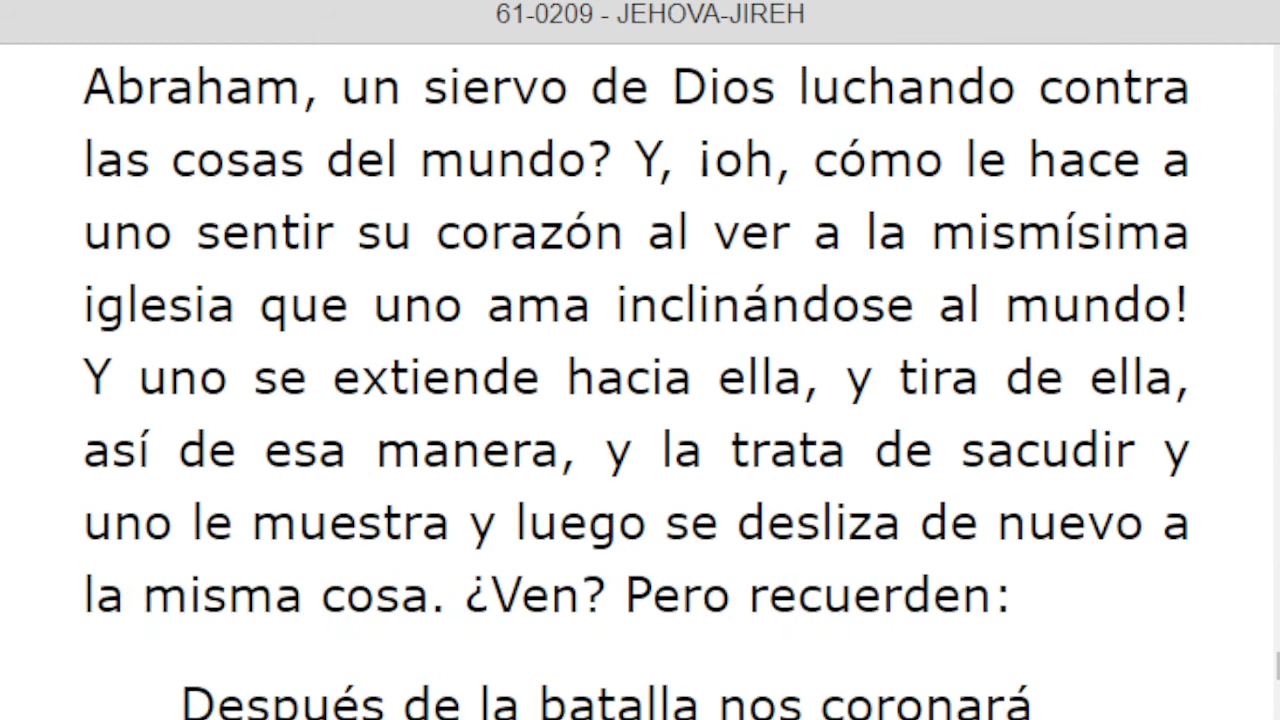 61-0209 - JEHOVA-JIREH
Abraham, un siervo de Dios luchando contra
las cosas del mundo? Y, ¡oh, cómo le hace a
uno sentir su corazón al ver a la mismísima
iglesia que uno ama inclinándose al mundo!
Y uno se extiende hacia ella, y tira de ella,
así de esa manera, y la trata de sacudir y
uno le muestra y luego se desliza de nuevo a
la misma cosa. ¿Ven? Pero recuerden:
Después de la batalla nos coronará